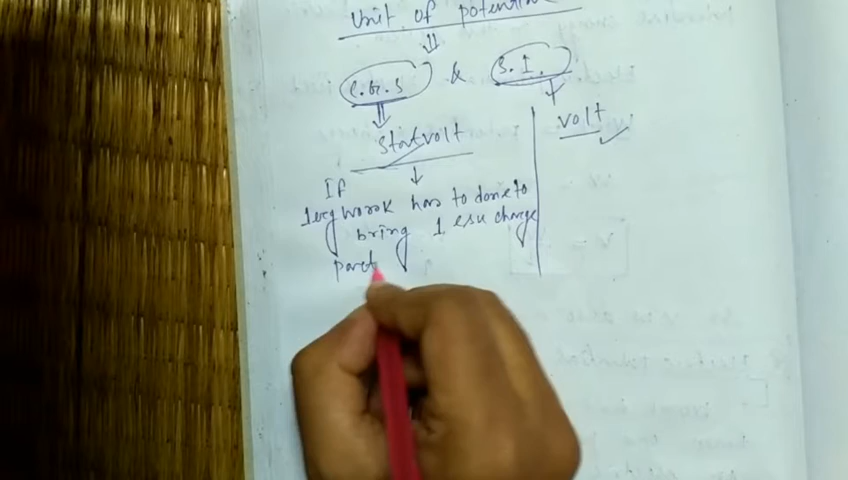 Unit of potential
C.G.S & S.I.
statvolt
volt
If
1erg work has to done to
bring 1 esu charge
part